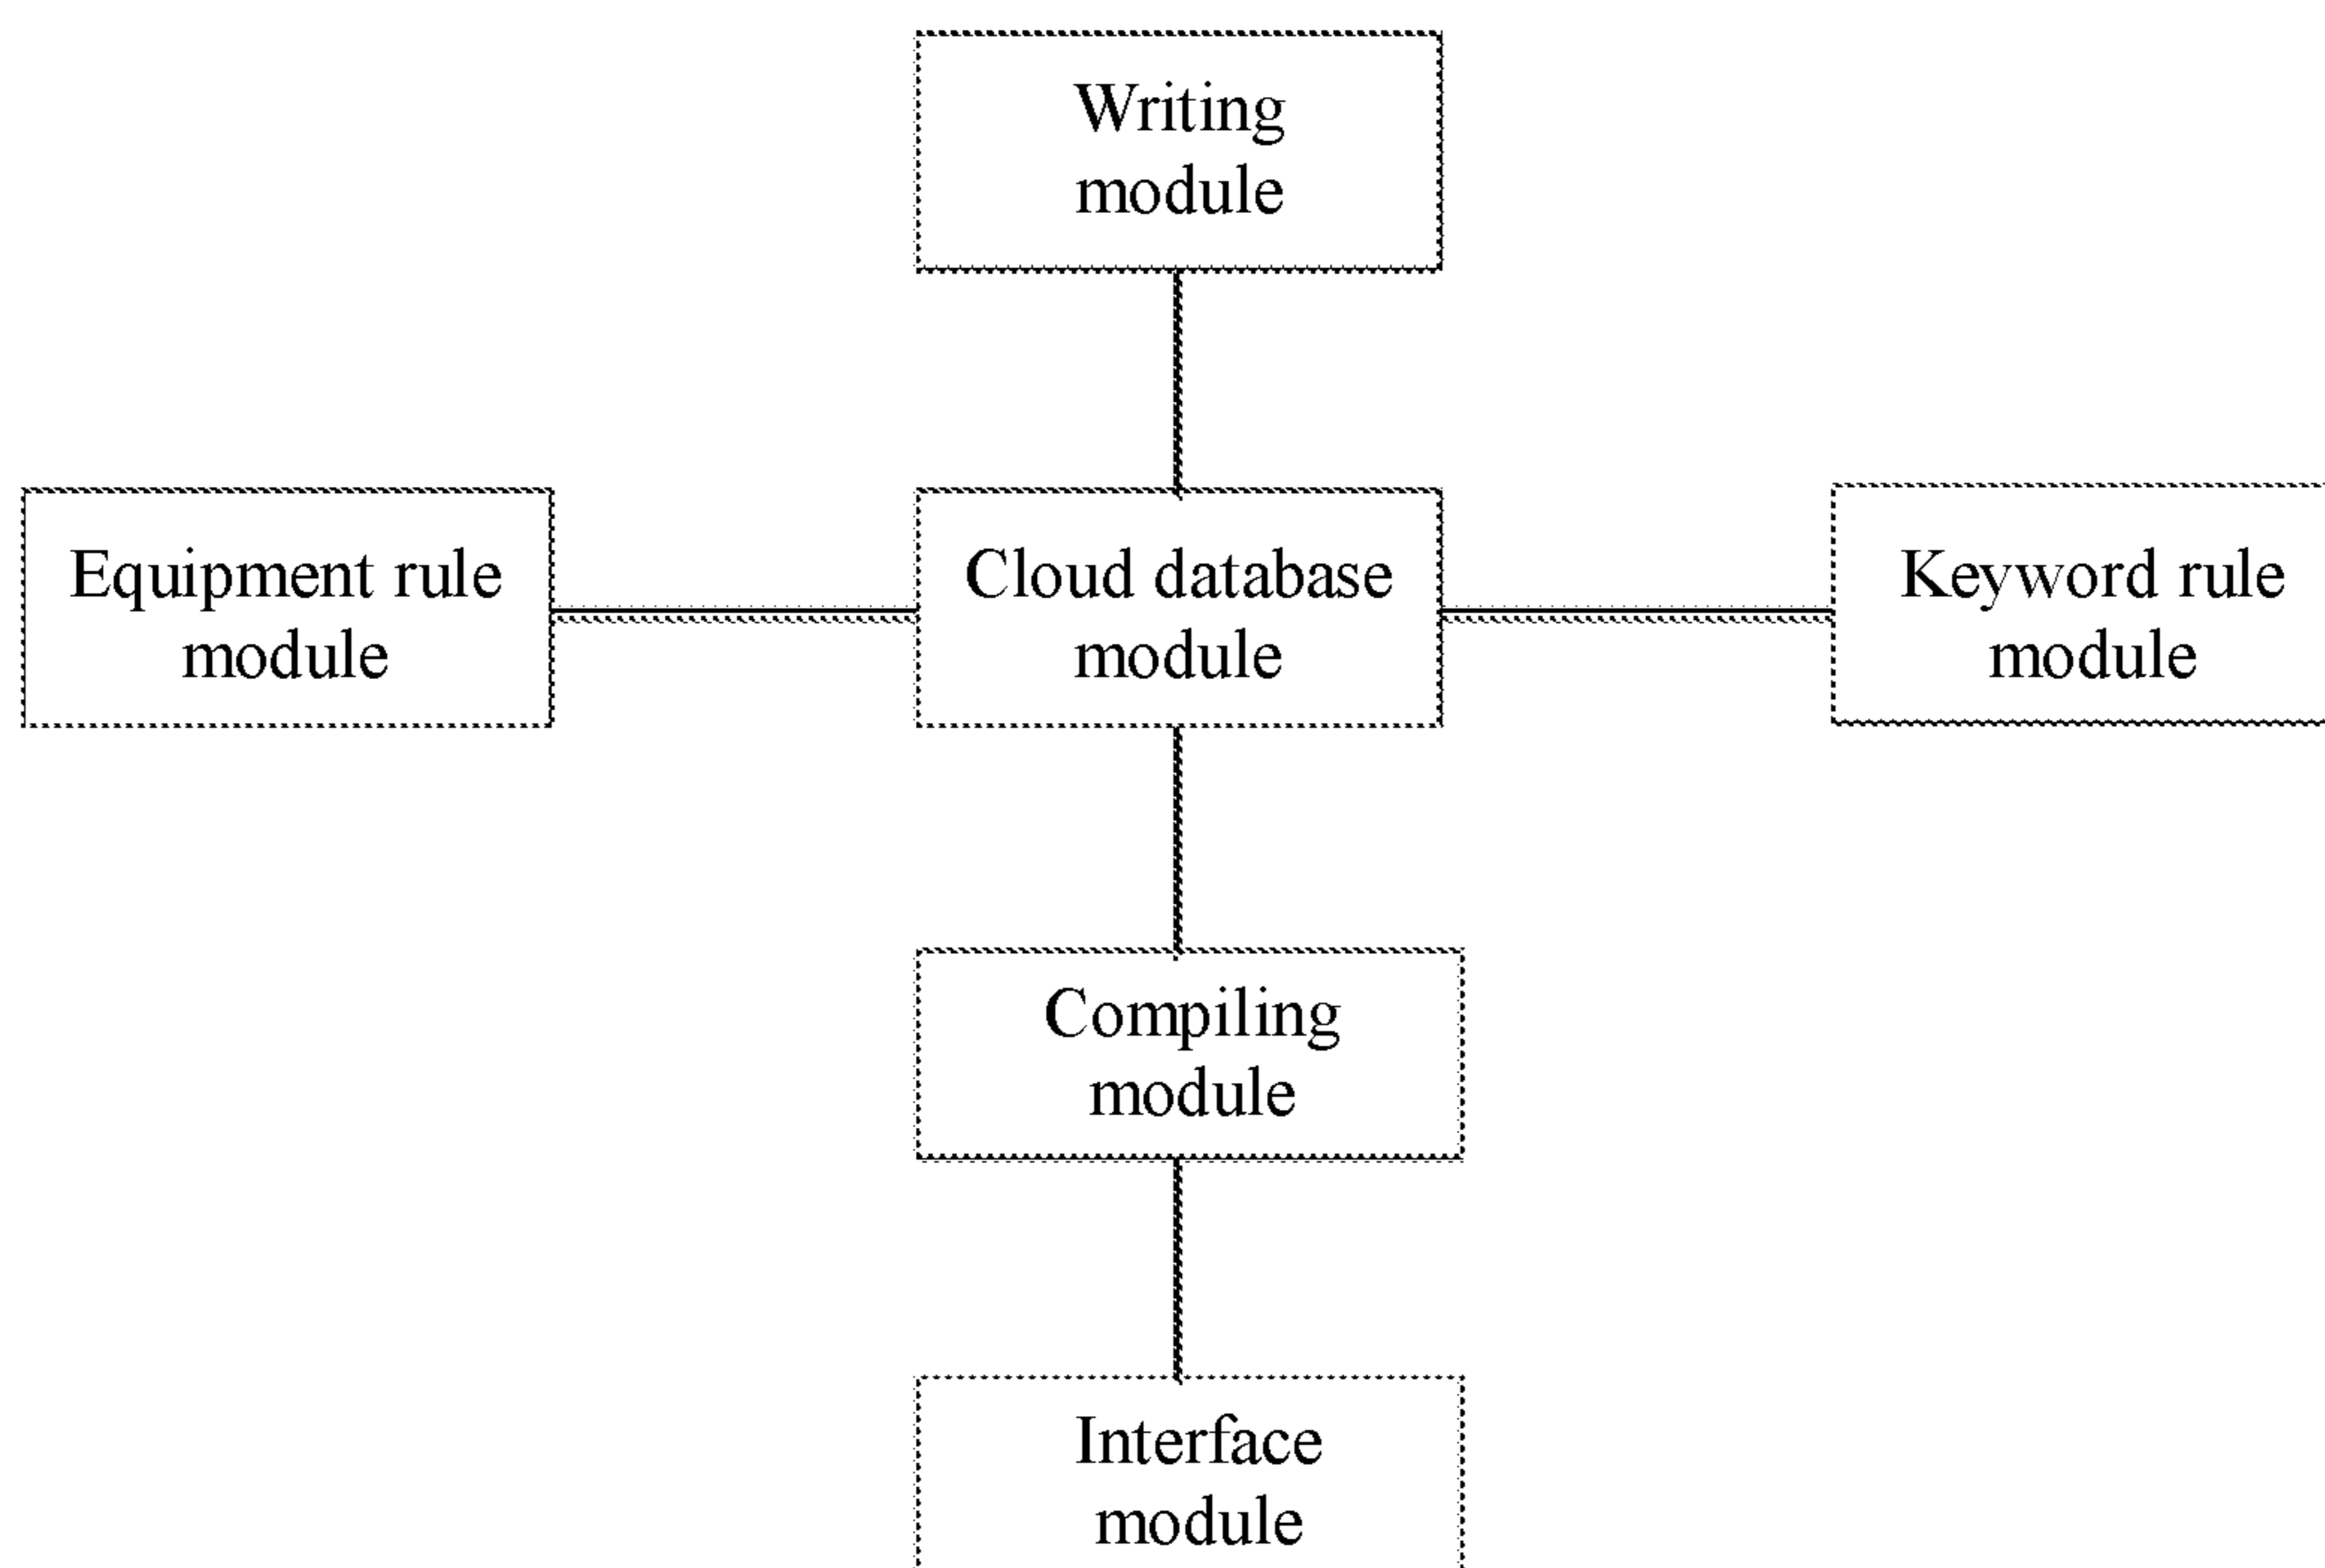 Writing
module
Equipment rule
module
Cloud database
module
Keyword rule
module
Compiling
module
Interface
module